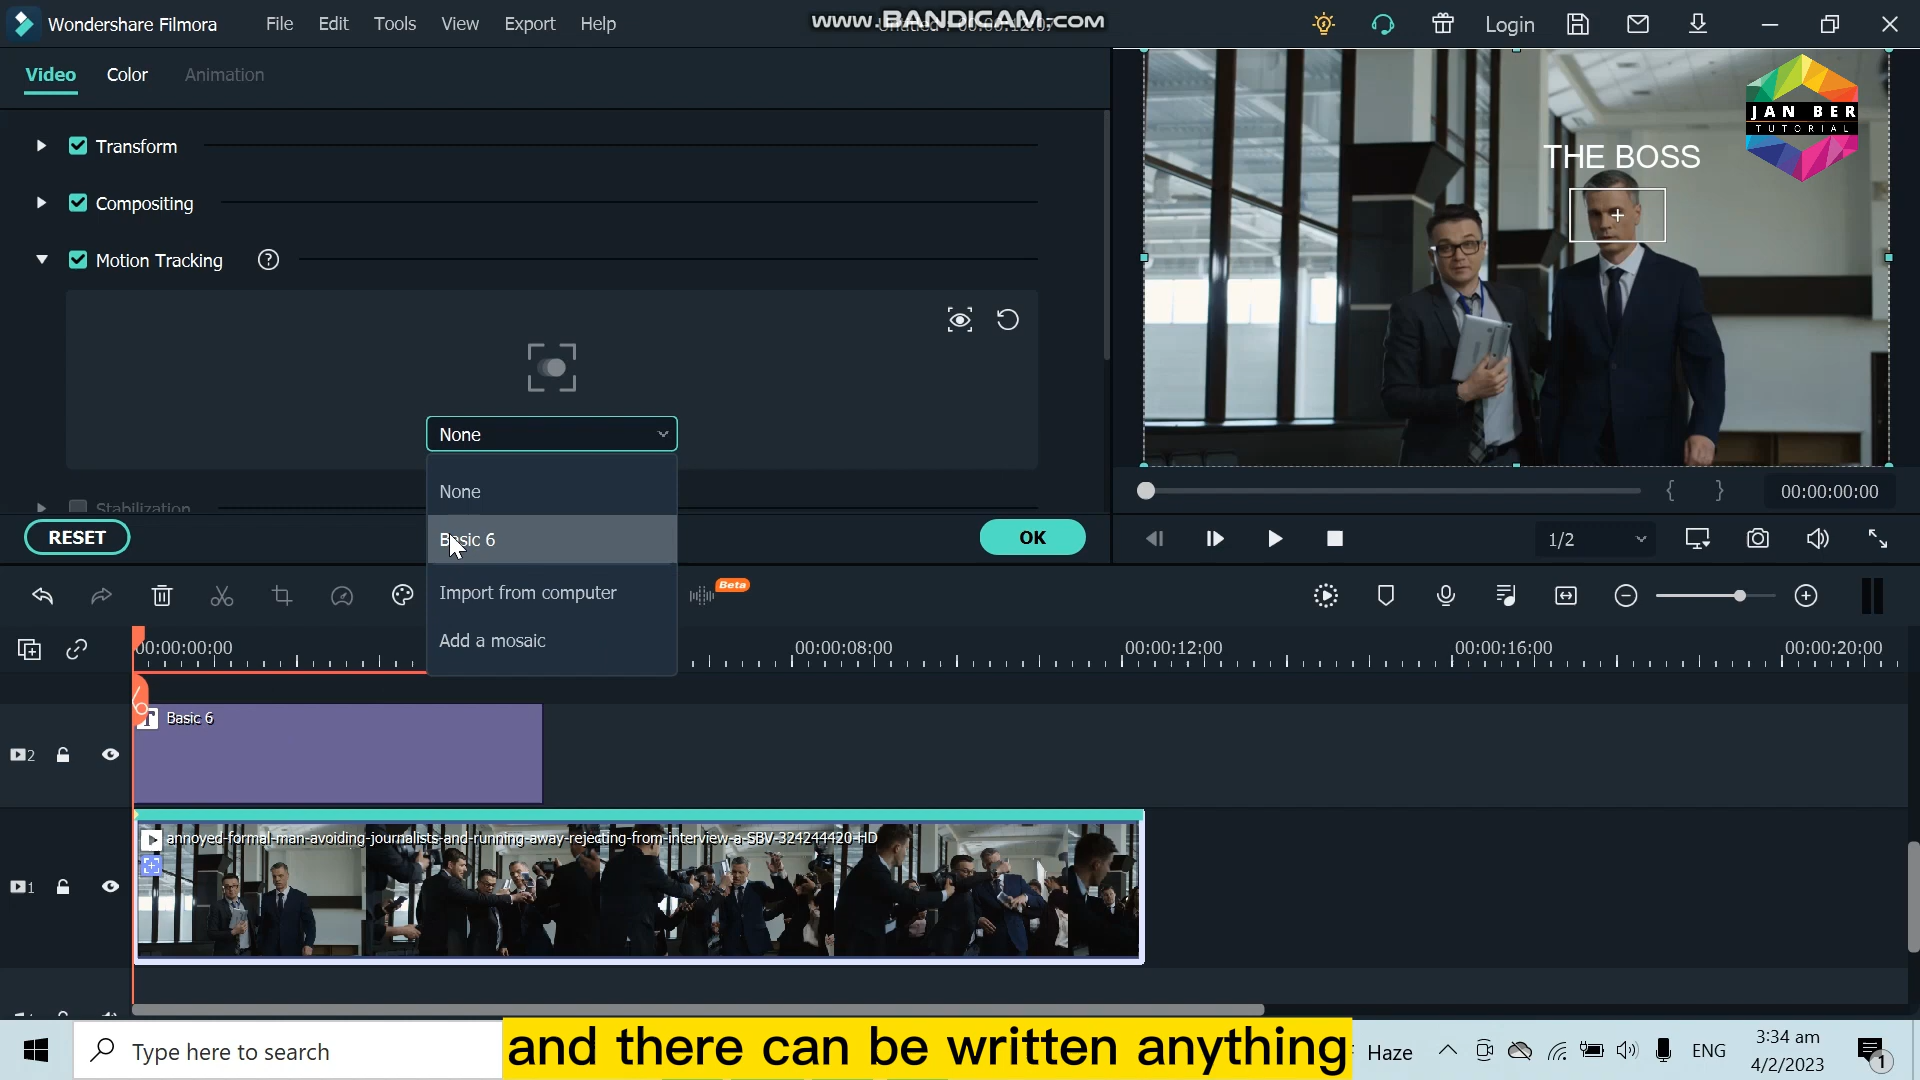 Wondershare Filmora
File Edit Tools View Export Help
www.BANDICAM.com
Login
Video Color Animation
Transform
Compositing
Motion Tracking
None
None
Basic 6
Import from computer
Add a mosaic
Stabilization
RESET
OK
JAN BER
TUTORIAL
THE BOSS
00:00:00:00
1/2
Beta
00:00:00:00 00:00:08:00 00:00:12:00 00:00:16:00 00:00:20:00
Basic 6
2
annoyed-formal-man-avoiding-journalists-and-running-away-rejecting-from-interview-a-SBV-324244420-HD
1
Type here to search
and there can be written anything
Haze
ENG
3:34 am
4/2/2023
1